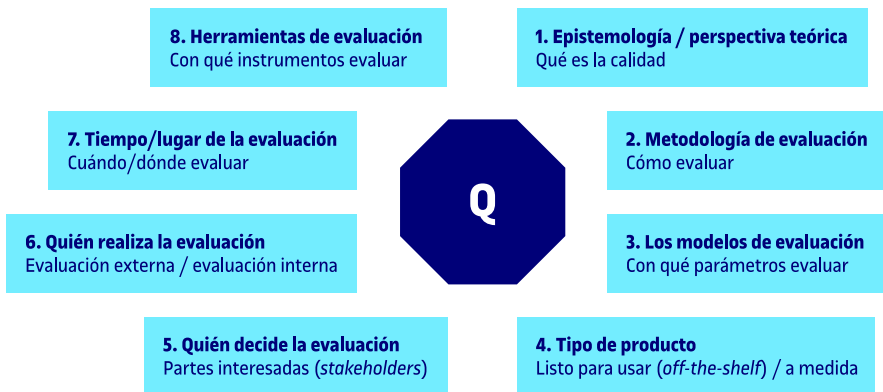 8. Herramientas de evaluación
Con qué instrumentos evaluar
1. Epistemología / perspectiva teórica
Qué es la calidad
7. Tiempo/lugar de la evaluación
Cuándo/dónde evaluar
2. Metodología de evaluación
Cómo evaluar
Q
6. Quién realiza la evaluación
Evaluación externa / evaluación interna
3. Los modelos de evaluación
Con qué parámetros evaluar
5. Quién decide la evaluación
Partes interesadas (stakeholders)
4. Tipo de producto
Listo para usar (off-the-shelf) / a medida